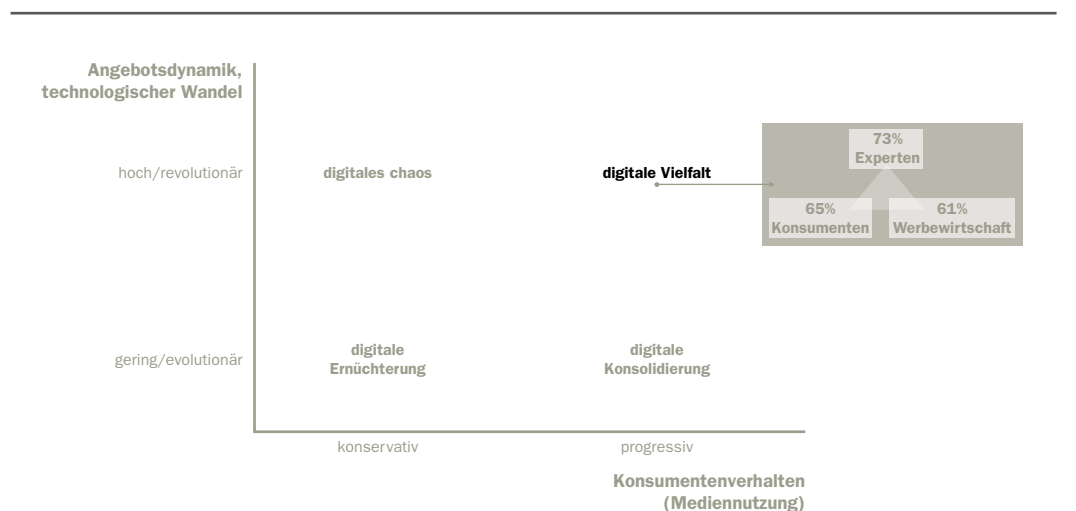 Angebotsdynamik,
technologischer Wandel
hoch/revolutionär
digitales chaos
digitale Vielfalt
73%
Experten
65%
Konsumenten
61%
Werbewirtschaft
gering/evolutionär
digitale
Ernüchterung
digitale
Konsolidierung
konservativ
progressiv
Konsumentenverhalten
(Mediennutzung)